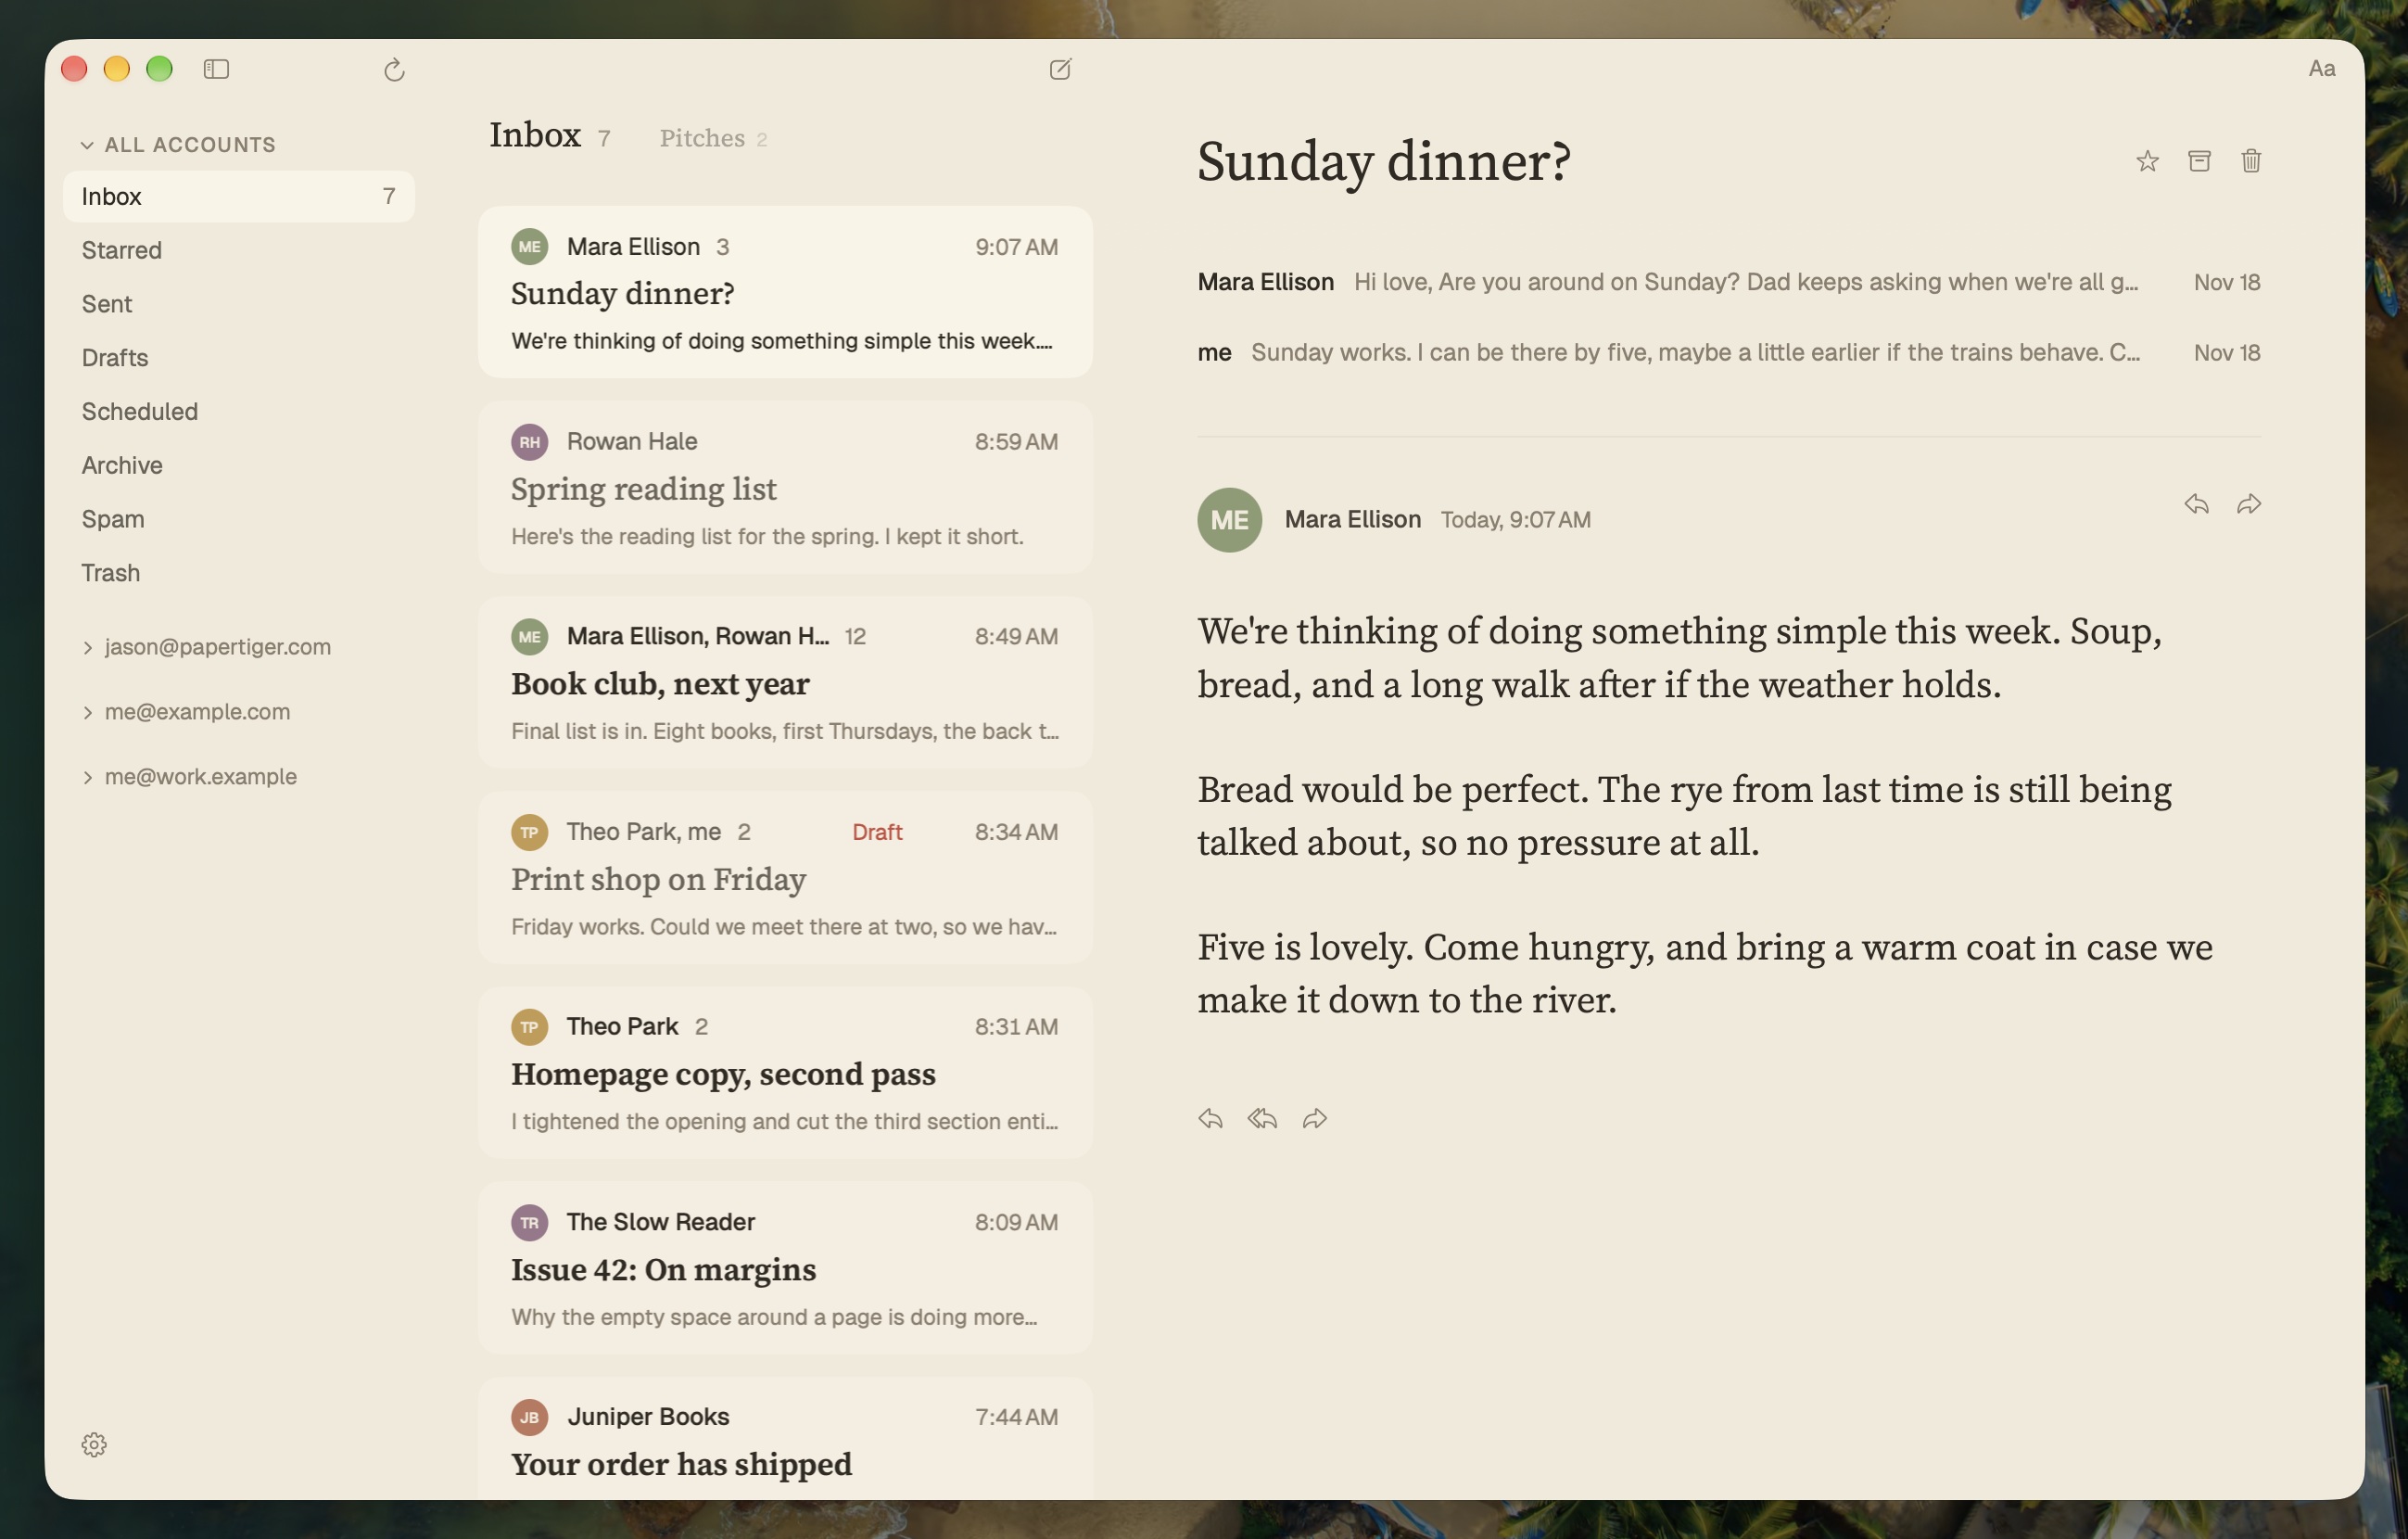 Aa
ALL ACCOUNTS
Inbox 7
Starred
Sent
Drafts
Scheduled
Archive
Spam
Trash
jason@papertiger.com
me@example.com
me@work.example
Inbox 7 Pitches 2
ME Mara Ellison 3 9:07 AM
Sunday dinner?
We're thinking of doing something simple this week....
RH Rowan Hale 8:59 AM
Spring reading list
Here's the reading list for the spring. I kept it short.
ME Mara Ellison, Rowan H... 12 8:49 AM
Book club, next year
Final list is in. Eight books, first Thursdays, the back t...
TP Theo Park, me 2 Draft 8:34 AM
Print shop on Friday
Friday works. Could we meet there at two, so we hav...
TP Theo Park 2 8:31 AM
Homepage copy, second pass
I tightened the opening and cut the third section enti...
TR The Slow Reader 8:09 AM
Issue 42: On margins
Why the empty space around a page is doing more...
JB Juniper Books 7:44 AM
Your order has shipped
Sunday dinner?
Mara Ellison Hi love, Are you around on Sunday? Dad keeps asking when we're all g... Nov 18
me Sunday works. I can be there by five, maybe a little earlier if the trains behave. C... Nov 18
ME Mara Ellison Today, 9:07 AM
We're thinking of doing something simple this week. Soup,
bread, and a long walk after if the weather holds.
Bread would be perfect. The rye from last time is still being
talked about, so no pressure at all.
Five is lovely. Come hungry, and bring a warm coat in case we
make it down to the river.